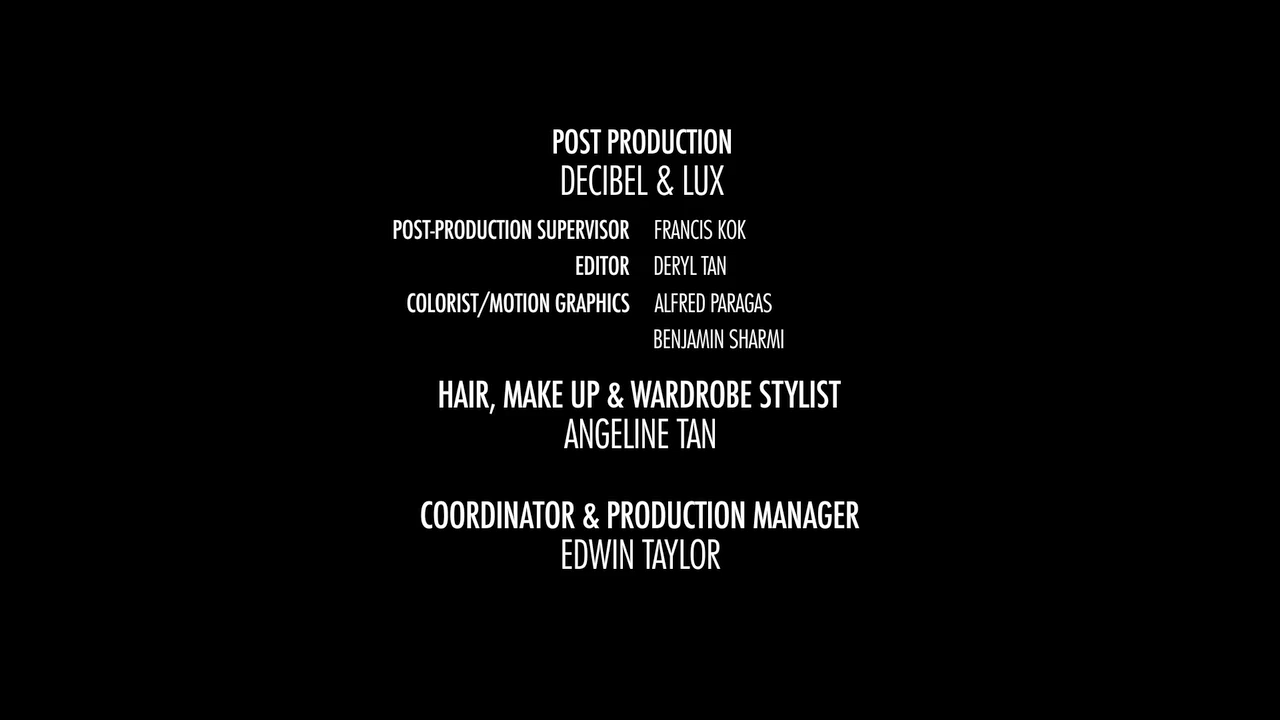 POST PRODUCTION
DECIBEL & LUX
POST-PRODUCTION SUPERVISOR FRANCIS KOK
EDITOR DERYL TAN
COLORIST/MOTION GRAPHICS ALFRED PARAGAS
BENJAMIN SHARMI
HAIR, MAKE UP & WARDROBE STYLIST
ANGELINE TAN
COORDINATOR & PRODUCTION MANAGER
EDWIN TAYLOR